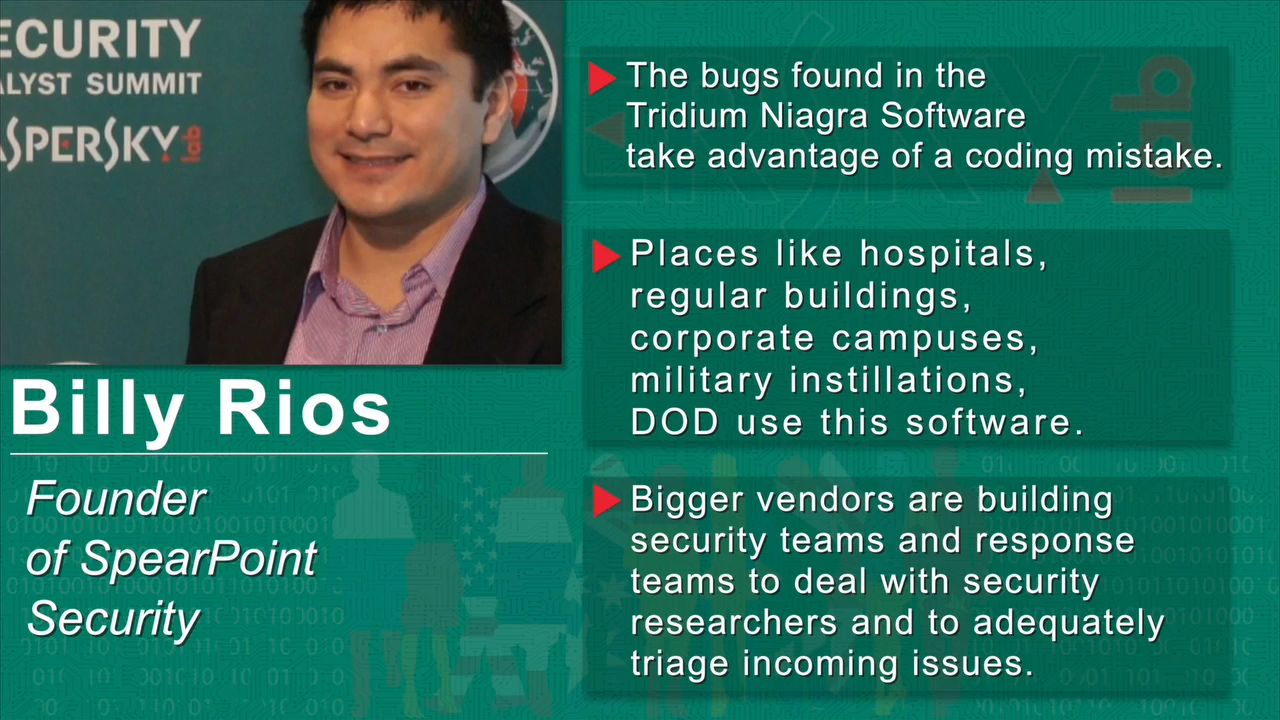 ECURITY
ALYST SUMMIT
ASPERSKY lab
Billy Rios
Founder
of SpearPoint
Security
The bugs found in the
Tridium Niagra Software
take advantage of a coding mistake.
Places like hospitals,
regular buildings,
corporate campuses,
military instillations,
DOD use this software.
Bigger vendors are building
security teams and response
teams to deal with security
researchers and to adequately
triage incoming issues.